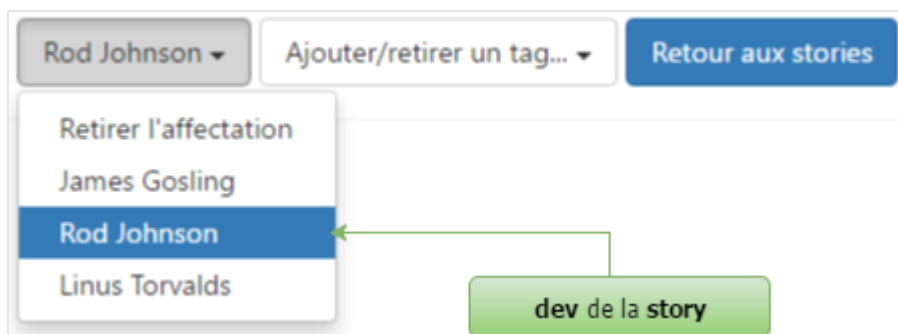 Rod Johnson
Ajouter/retirer un tag...
Retour aux stories
Retirer l'affectation
James Gosling
Rod Johnson
Linus Torvalds
dev de la story